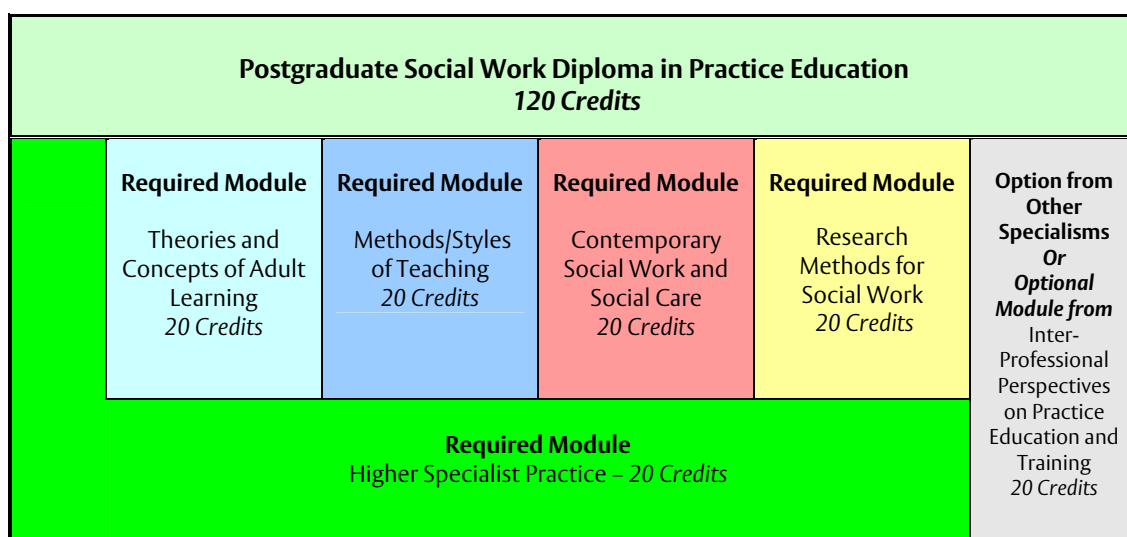 Postgraduate Social Work Diploma in Practice Education
120 Credits
Required Module
Theories and
Concepts of Adult
Learning
20 Credits
Required Module
Methods/Styles
of Teaching
20 Credits
Required Module
Contemporary
Social Work and
Social Care
20 Credits
Required Module
Research
Methods for
Social Work
20 Credits
Option from
Other
Specialisms
Or
Optional
Module from
Inter-
Professional
Perspectives
on Practice
Education and
Training
20 Credits
Required Module
Higher Specialist Practice – 20 Credits